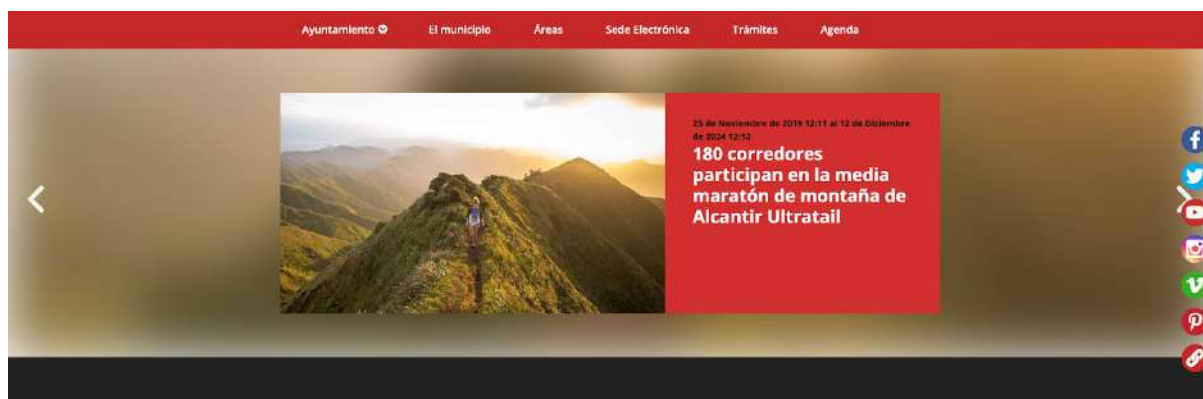 Ayuntamiento El municipio Áreas Sede Electrónica Trámites Agenda
25 de Noviembre de 2019 12:11 al 12 de Diciembre
de 2024 12:12
180 corredores
participan en la media
maratón de montaña de
Alcantir Ultratail